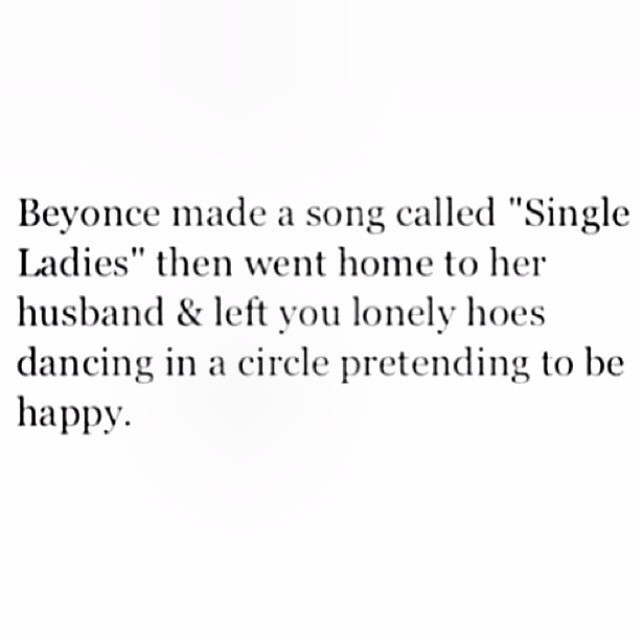 Beyonce made a song called "Single
Ladies" then went home to her
husband & left you lonely hoes
dancing in a circle pretending to be
happy.